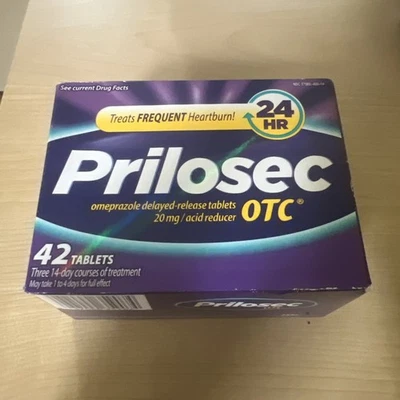 See current Drug Facts
Treats FREQUENT Heartburn!
24
HR
Prilosec
omeprazole delayed-release tablets
20 mg / acid reducer
OTC®
42 TABLETS
Three 14-day courses of treatment
May take 1 to 4 days for full effect
Prilosec
OTC